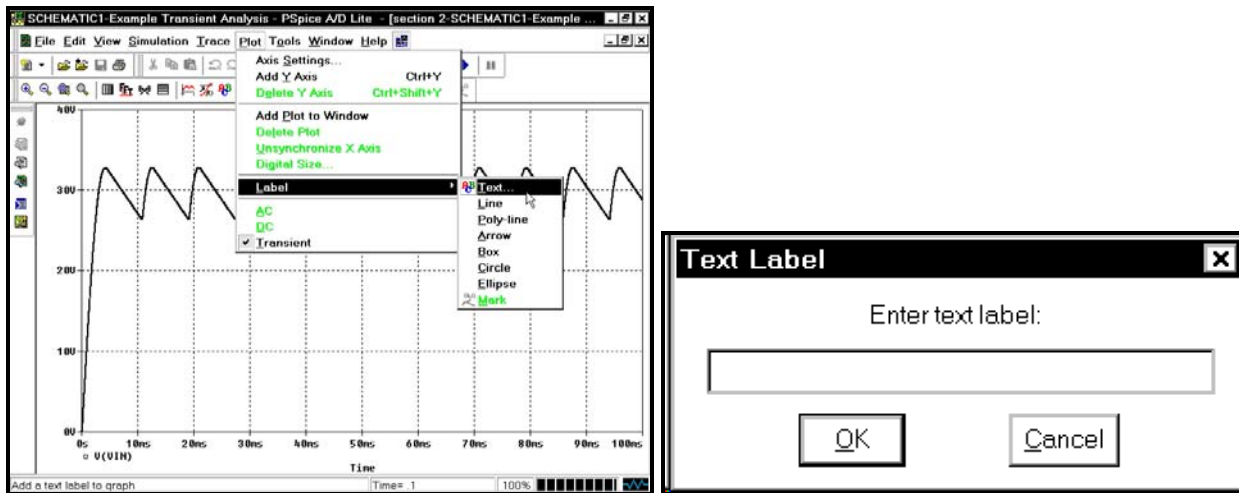 SCHEMATIC1-Example Transient Analysis - PSpice A/D Lite - [section 2-SCHEMATIC1-Example ...
File Edit View Simulation Trace Plot Tools Window Help
Axis Settings...
Add Y Axis Ctrl+Y
Delete Y Axis Ctrl+Shift+Y
Add Plot to Window
Delete Plot
Unsynchronize X Axis
Digital Size...
Label
AC
DC
Transient
Text...
Line
Poly-line
Arrow
Box
Circle
Ellipse
Mark
40V
30V
20V
10V
0V
0s 10ms 20ms 30ms 40ms 50ms 60ms 70ms 80ms 90ms 100ms
V(VIN)
Time
Add a text label to graph Time= .1 100%
Text Label
Enter text label:
OK Cancel